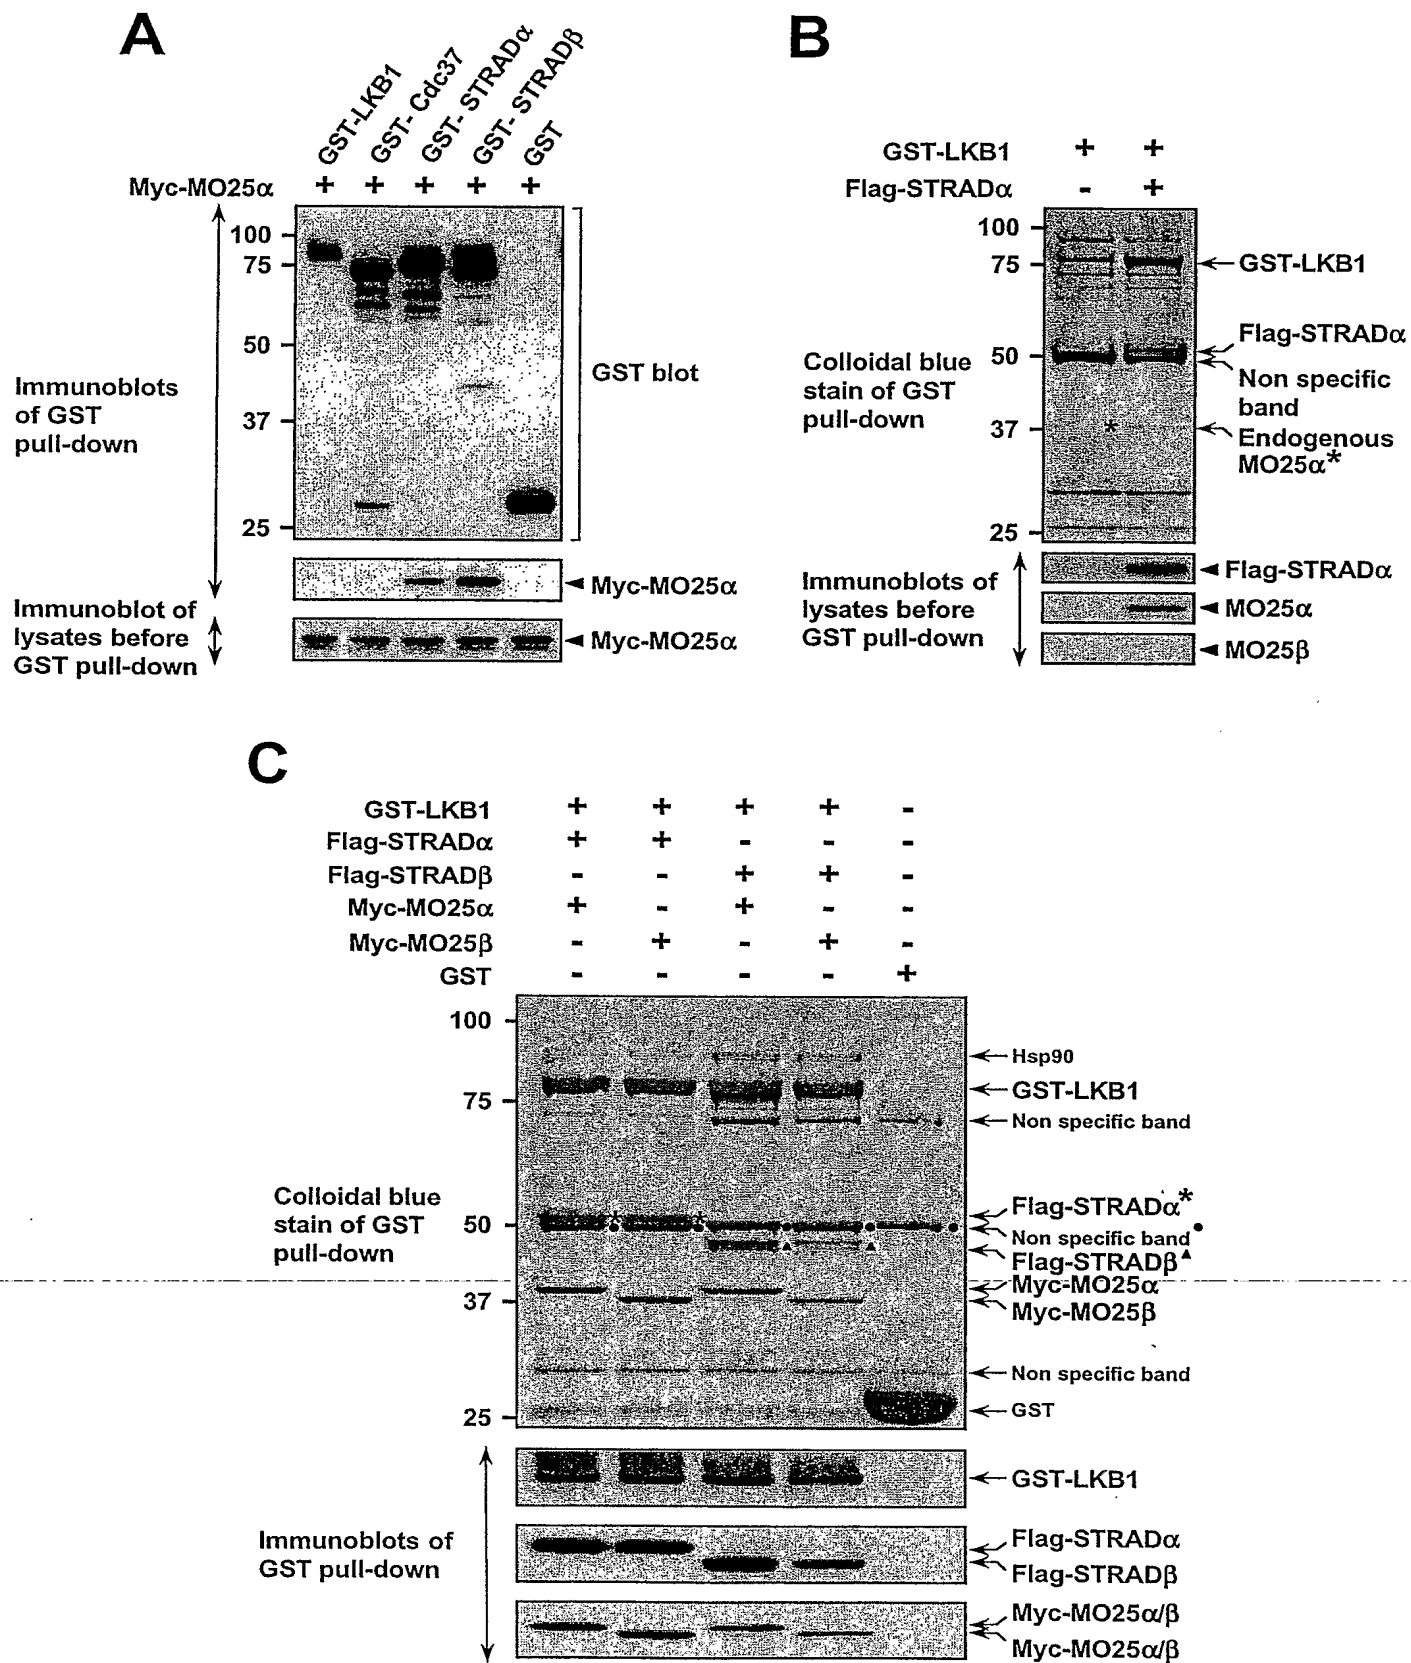 A
GST-LKB1
GST- Cdc37
GST- STRADα
GST- STRADβ
GST
Myc-MO25α + + + + +
100
75
50
37
25
Immunoblots
of GST
pull-down
GST blot
Myc-MO25α
Immunoblot of
lysates before
GST pull-down
Myc-MO25α
B
GST-LKB1 + +
Flag-STRADα - +
100
75
50
37
25
Colloidal blue
stain of GST
pull-down
*
GST-LKB1
Flag-STRADα
Non specific
band
Endogenous
MO25α*
Immunoblots of
lysates before
GST pull-down
Flag-STRADα
MO25α
MO25β
C
GST-LKB1 + + + + -
Flag-STRADα + + - - -
Flag-STRADβ - - + + -
Myc-MO25α + - + - -
Myc-MO25β - + - + -
GST - - - - +
100
75
50
37
25
Colloidal blue
stain of GST
pull-down
Hsp90
GST-LKB1
Non specific band
Flag-STRADα*
Non specific band●
Flag-STRADβ▲
Myc-MO25α
Myc-MO25β
Non specific band
GST
Immunoblots of
GST pull-down
GST-LKB1
Flag-STRADα
Flag-STRADβ
Myc-MO25α/β
Myc-MO25α/β